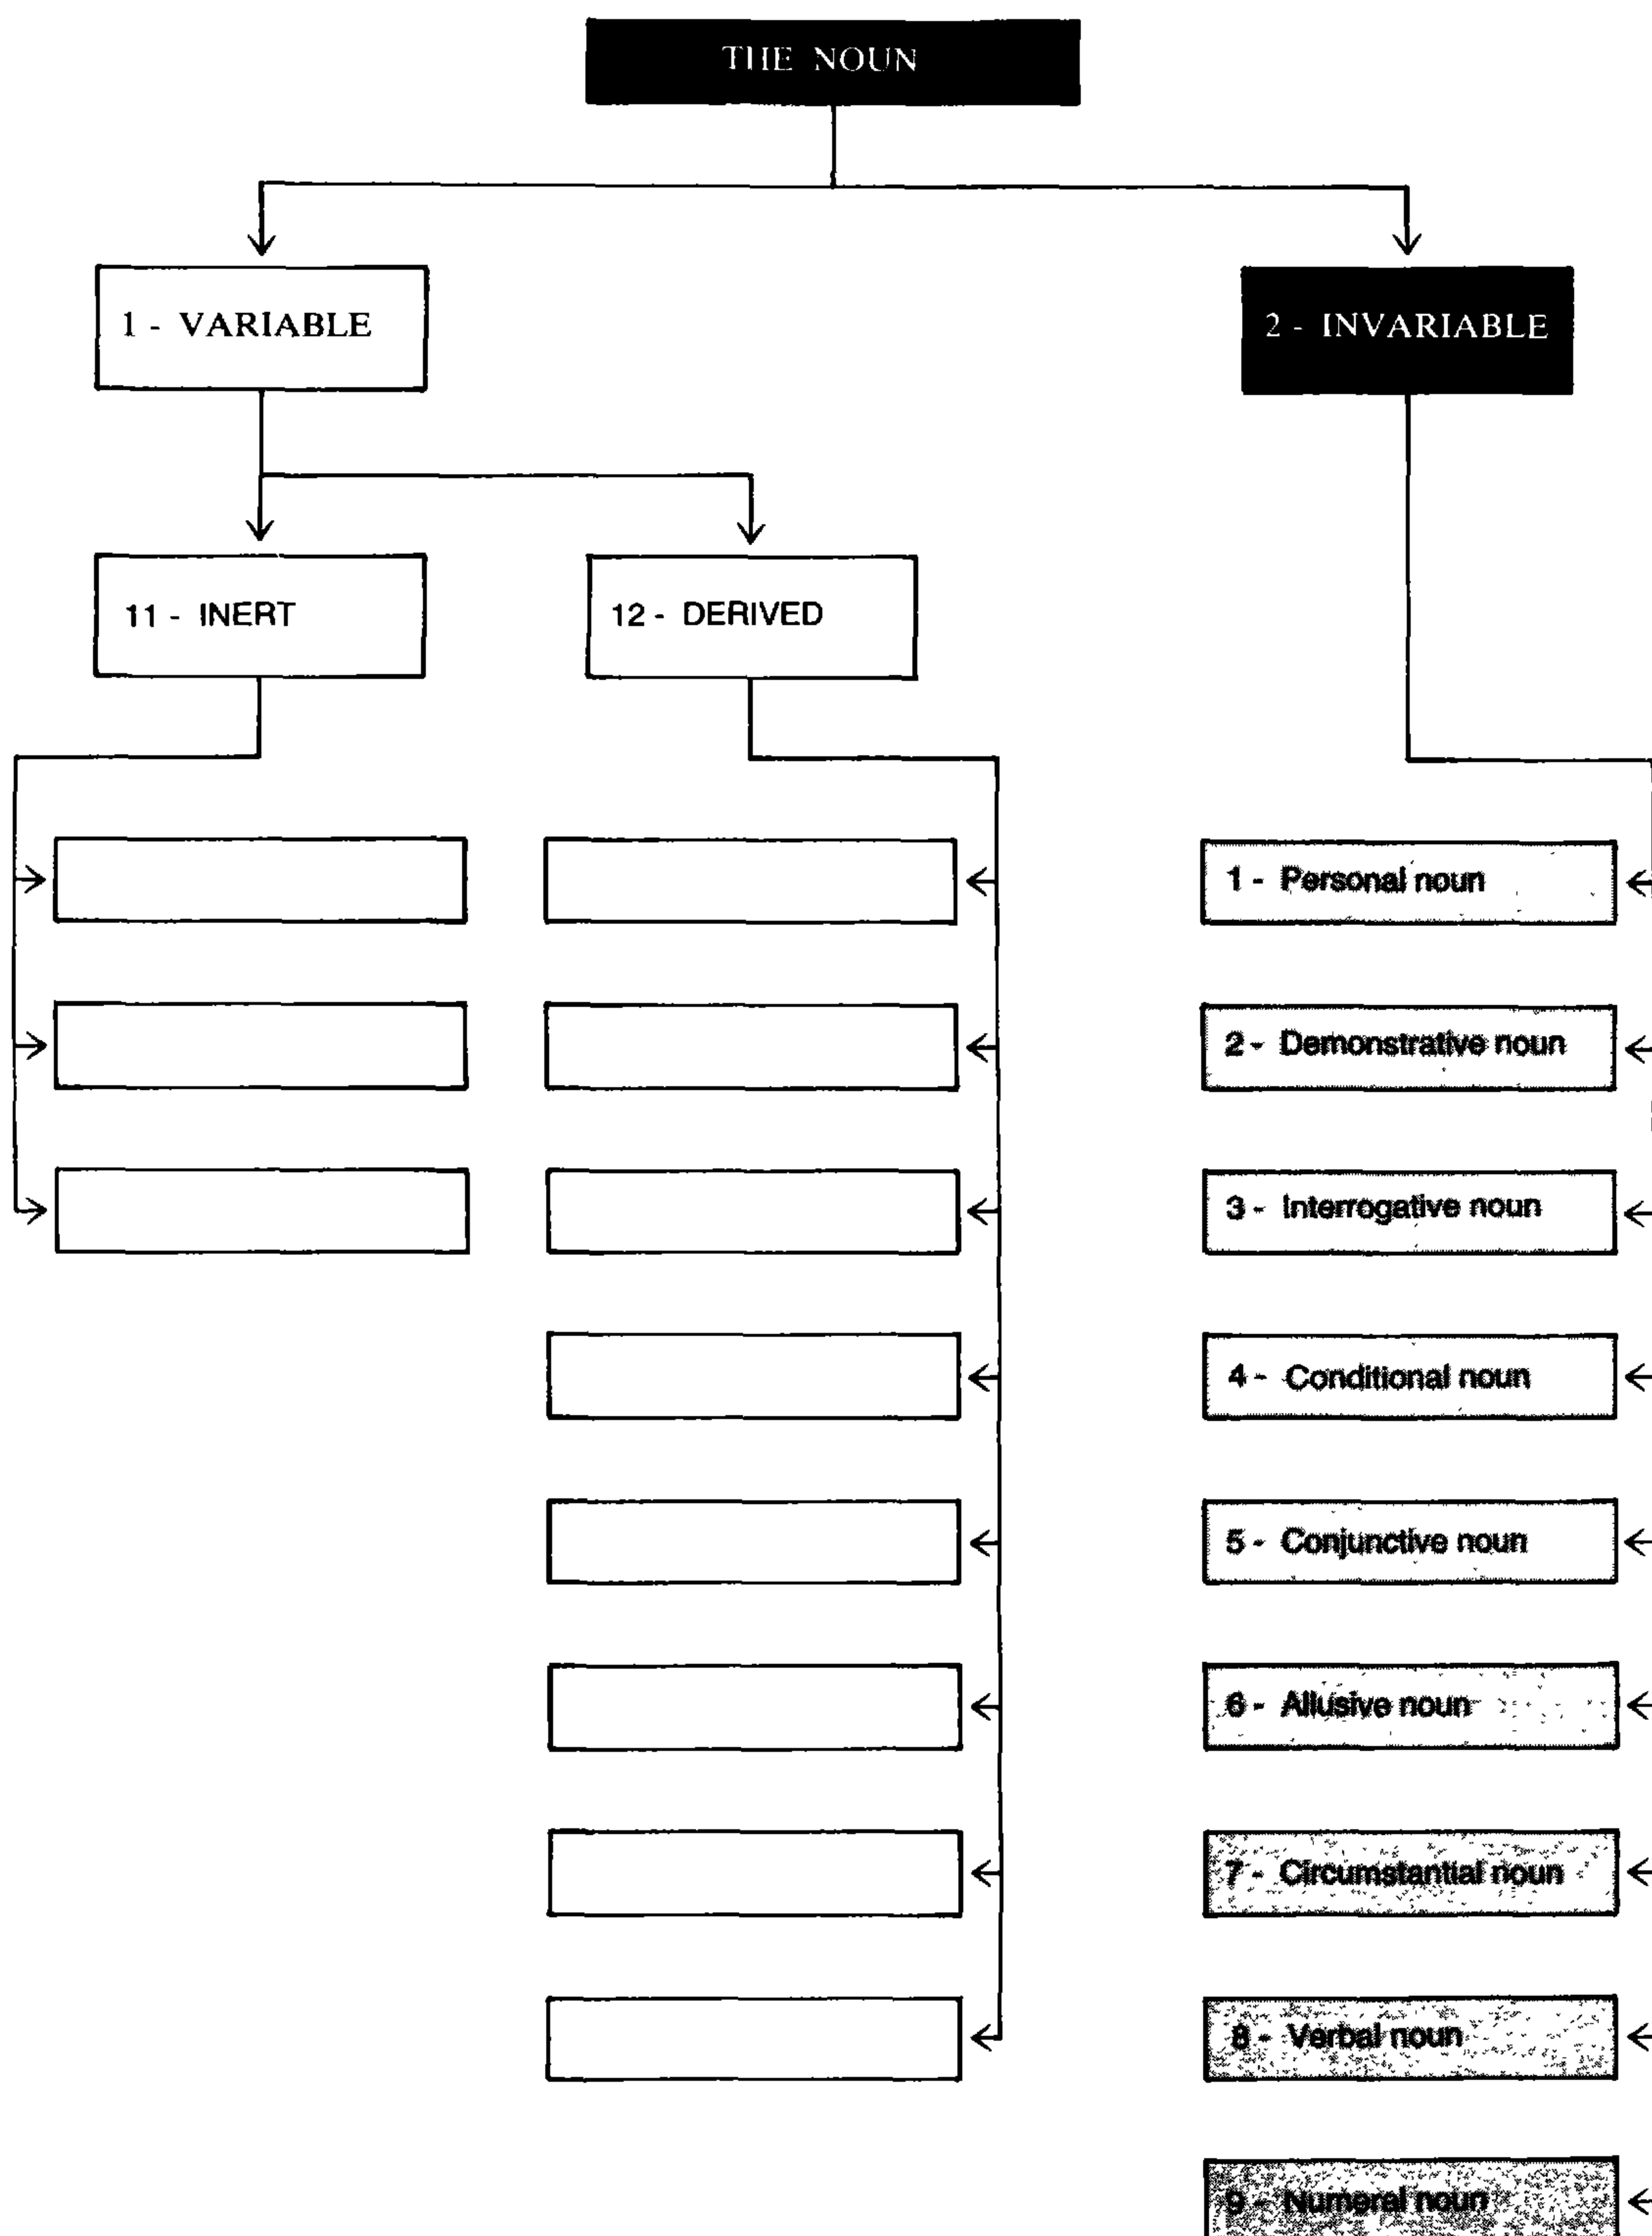 THE NOUN
1 - VARIABLE
2 - INVARIABLE
11 - INERT
12 - DERIVED
1 - Personal noun
2 - Demonstrative noun
3 - Interrogative noun
4 - Conditional noun
5 - Conjunctive noun
6 - Allusive noun
7 - Circumstantial noun
8 - Verbal noun
9 - Numeral noun